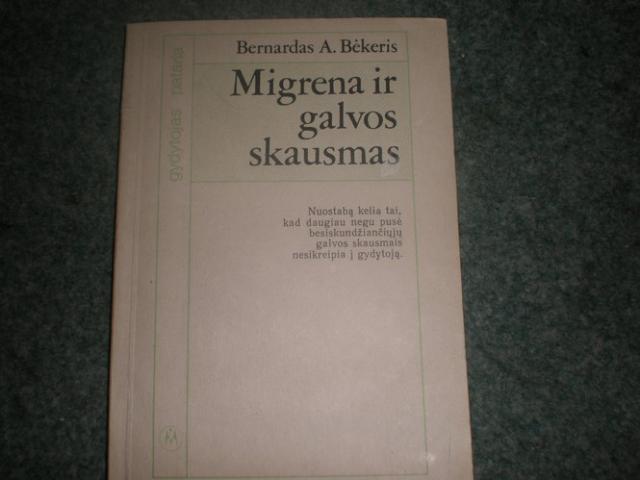 Bernardas A. Bėkeris
Migrena ir
galvos
skausmas
Nuostabą kelia tai,
kad daugiau negu pusė
besiskundžiančiųjų
galvos skausmais
nesikreipia į gydytoją.
gydytojas pataria
M